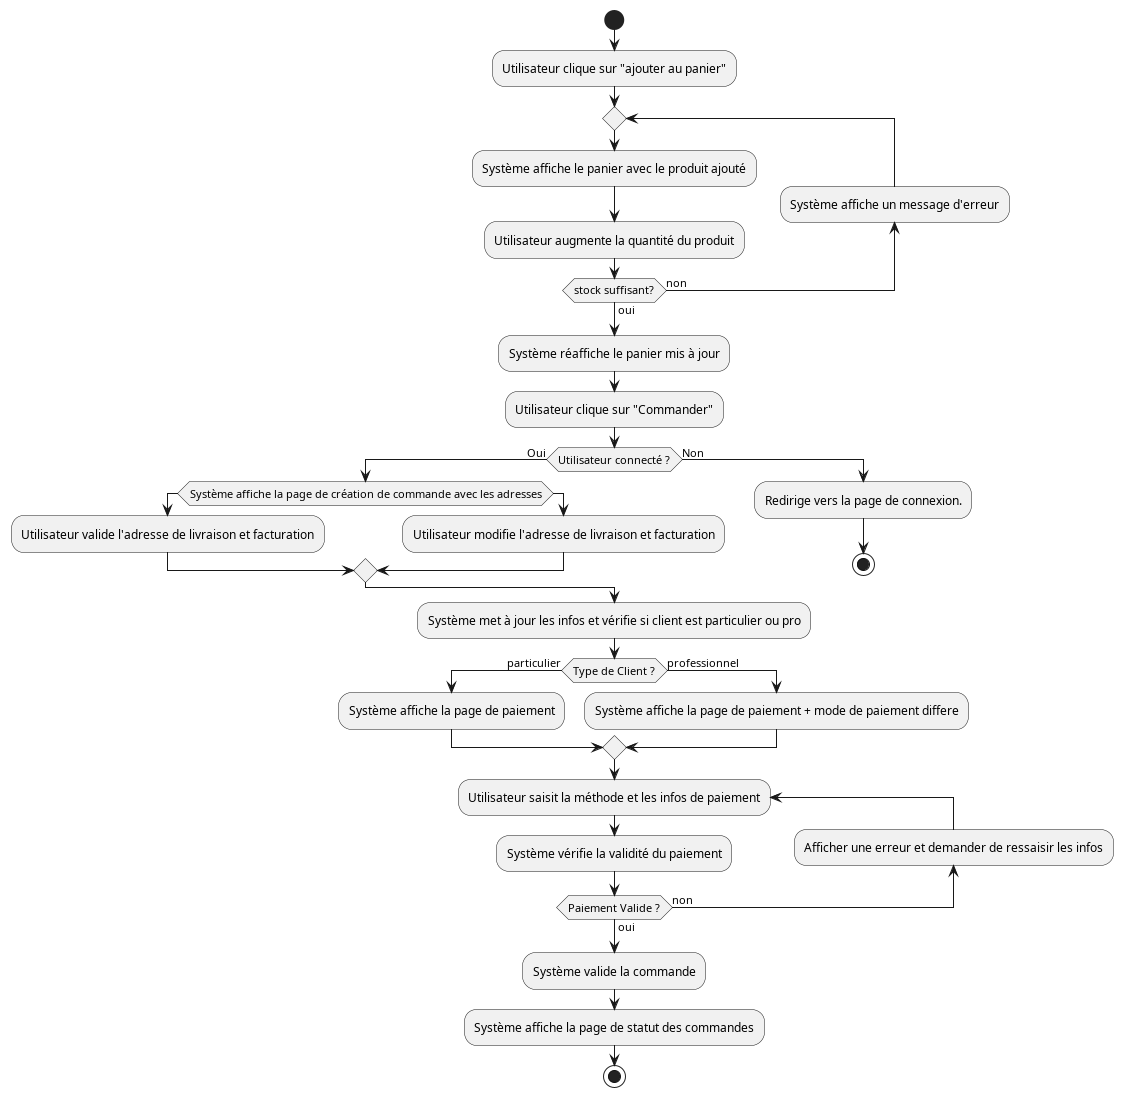 Utilisateur clique sur "ajouter au panier"
Système affiche le panier avec le produit ajouté
Système affiche un message d'erreur
Utilisateur augmente la quantité du produit
stock suffisant?
non
oui
Système réaffiche le panier mis à jour
Utilisateur clique sur "Commander"
Oui
Utilisateur connecté ?
Non
Système affiche la page de création de commande avec les adresses
Redirige vers la page de connexion.
Utilisateur valide l'adresse de livraison et facturation
Utilisateur modifie l'adresse de livraison et facturation
Système met à jour les infos et vérifie si client est particulier ou pro
particulier
Type de Client ?
professionnel
Système affiche la page de paiement
Système affiche la page de paiement + mode de paiement differe
Utilisateur saisit la méthode et les infos de paiement
Afficher une erreur et demander de ressaisir les infos
Système vérifie la validité du paiement
Paiement Valide ?
non
oui
Système valide la commande
Système affiche la page de statut des commandes